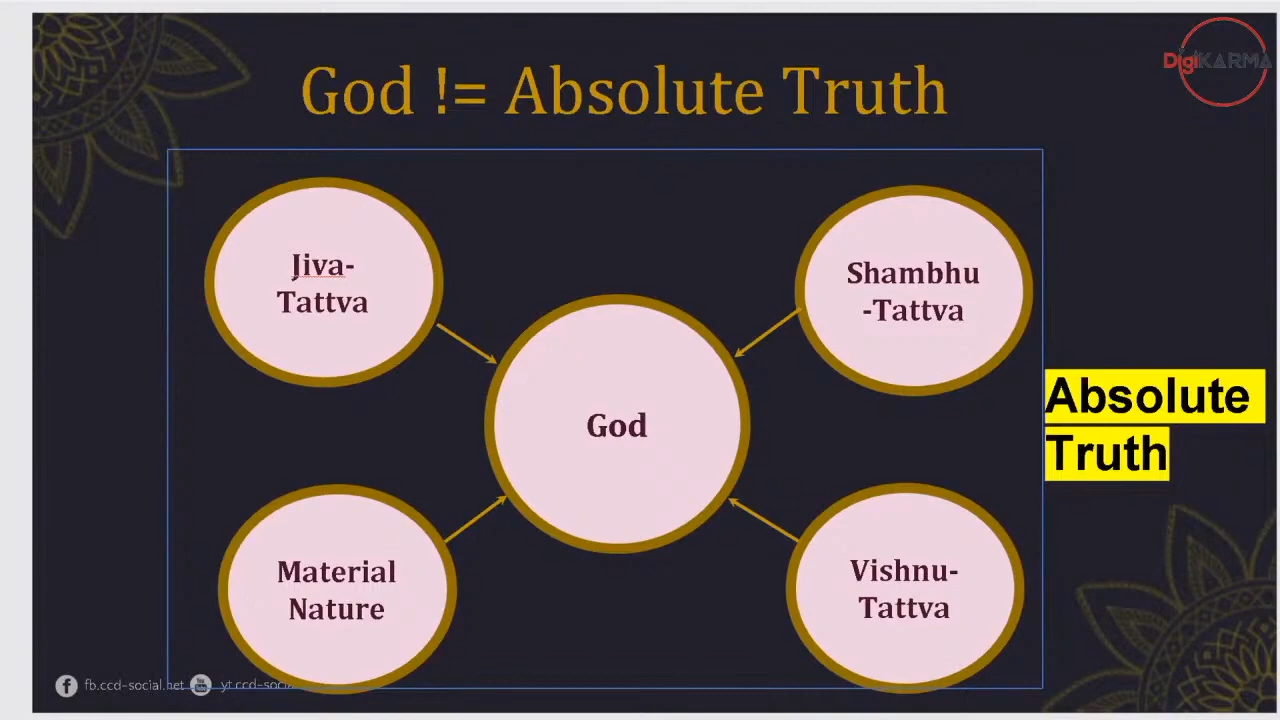 DigiKARMA
God != Absolute Truth
Jiva-
Tattva
Shambhu
-Tattva
God
Absolute
Truth
Material
Nature
Vishnu-
Tattva
fb.ccd-social.net
yt.ccd-soci